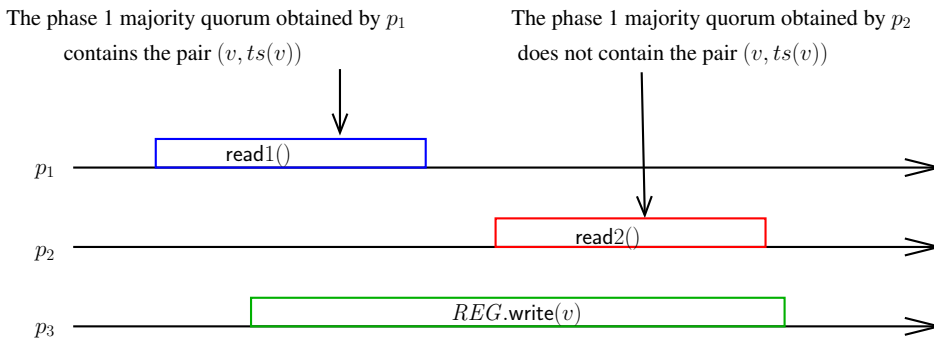 The phase 1 majority quorum obtained by p₁
contains the pair (v, ts(v))
The phase 1 majority quorum obtained by p₂
does not contain the pair (v, ts(v))
read1()
p₁
read2()
p₂
REG.write(v)
p₃